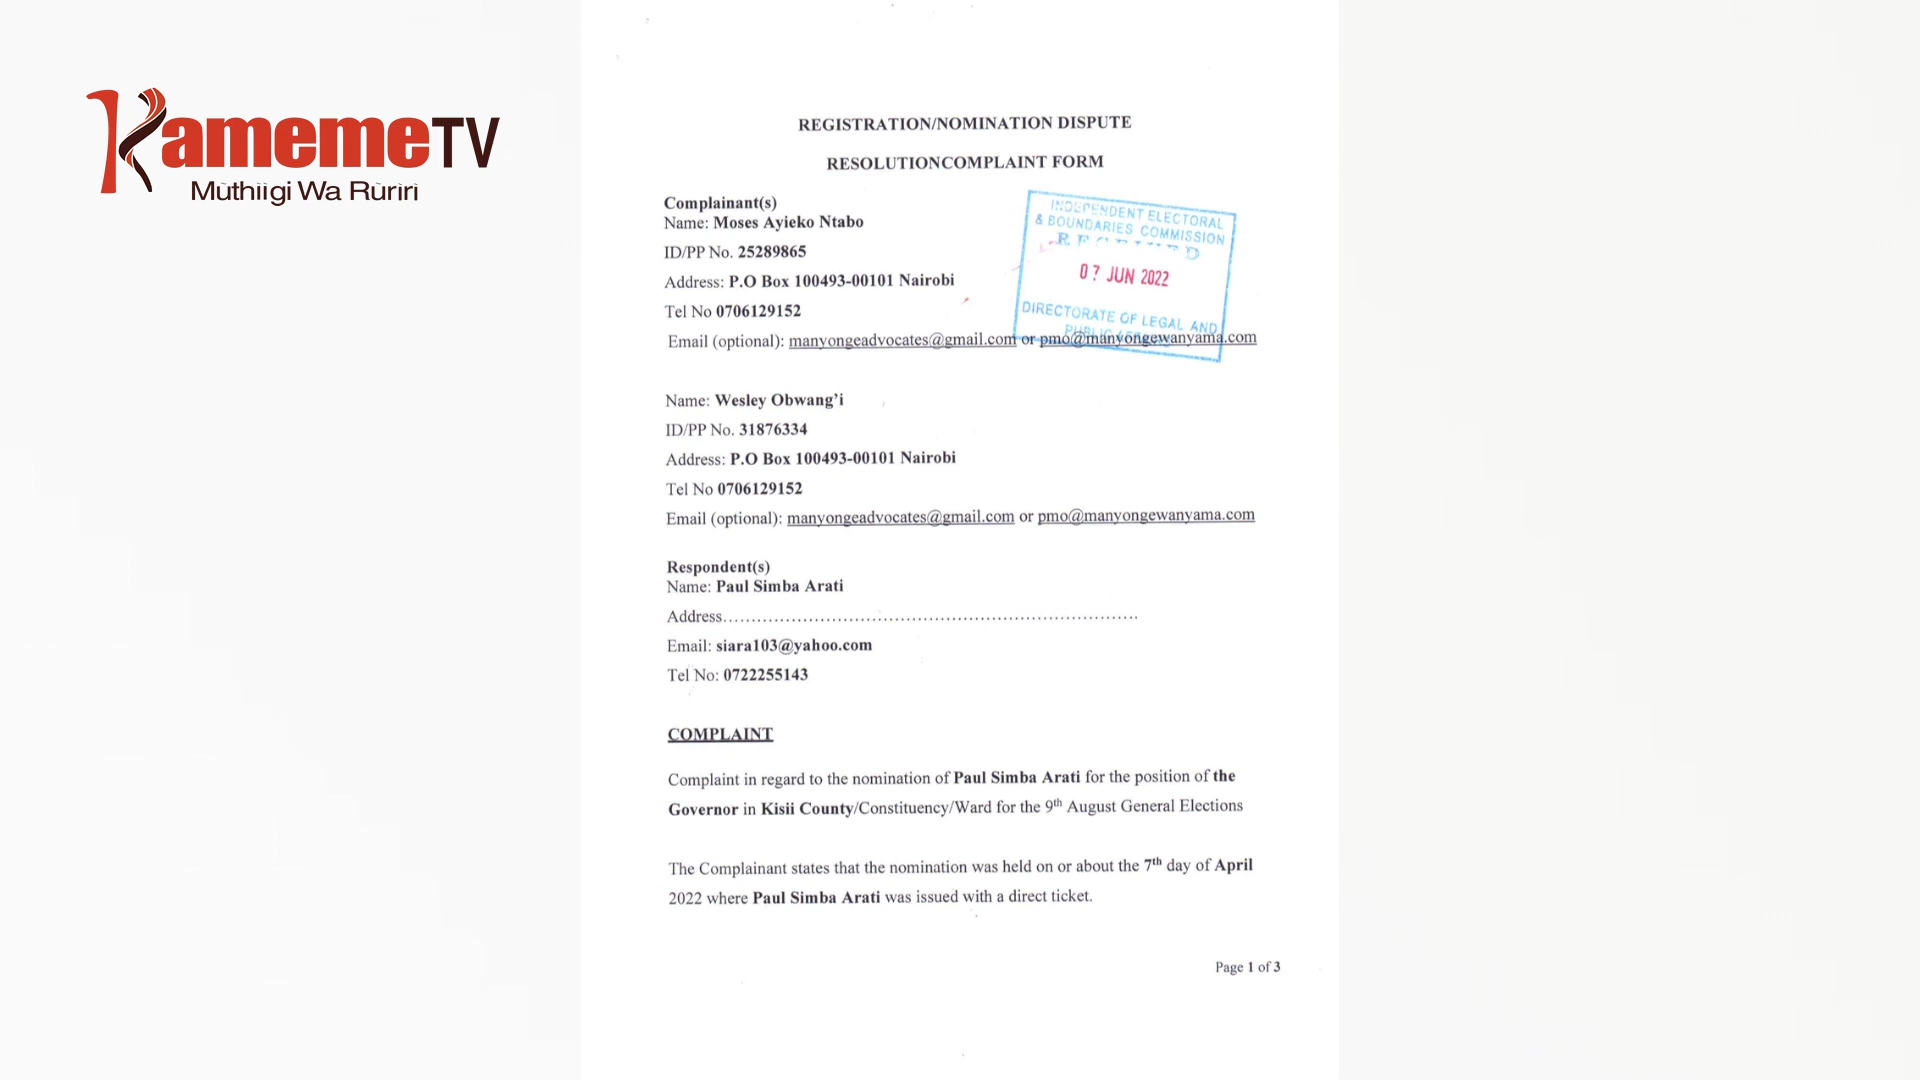 Kameme TV
Mũthiigi Wa Rũrĩrĩ
REGISTRATION/NOMINATION DISPUTE
RESOLUTIONCOMPLAINT FORM
Complainant(s)
Name: Moses Ayieko Ntabo
ID/PP No. 25289865
Address: P.O Box 100493-00101 Nairobi
Tel No 0706129152
Email (optional): manyongeadvocates@gmail.com or pmo@manyongewanyama.com
INDEPENDENT ELECTORAL
& BOUNDARIES COMMISSION
RECEIVED
07 JUN 2022
DIRECTORATE OF LEGAL AND
PUBLIC
Name: Wesley Obwang’i
ID/PP No. 31876334
Address: P.O Box 100493-00101 Nairobi
Tel No 0706129152
Email (optional): manyongeadvocates@gmail.com or pmo@manyongewanyama.com
Respondent(s)
Name: Paul Simba Arati
Address........................................................................
Email: siara103@yahoo.com
Tel No: 0722255143
COMPLAINT
Complaint in regard to the nomination of Paul Simba Arati for the position of the
Governor in Kisii County/Constituency/Ward for the 9th August General Elections
The Complainant states that the nomination was held on or about the 7th day of April
2022 where Paul Simba Arati was issued with a direct ticket.
Page 1 of 3